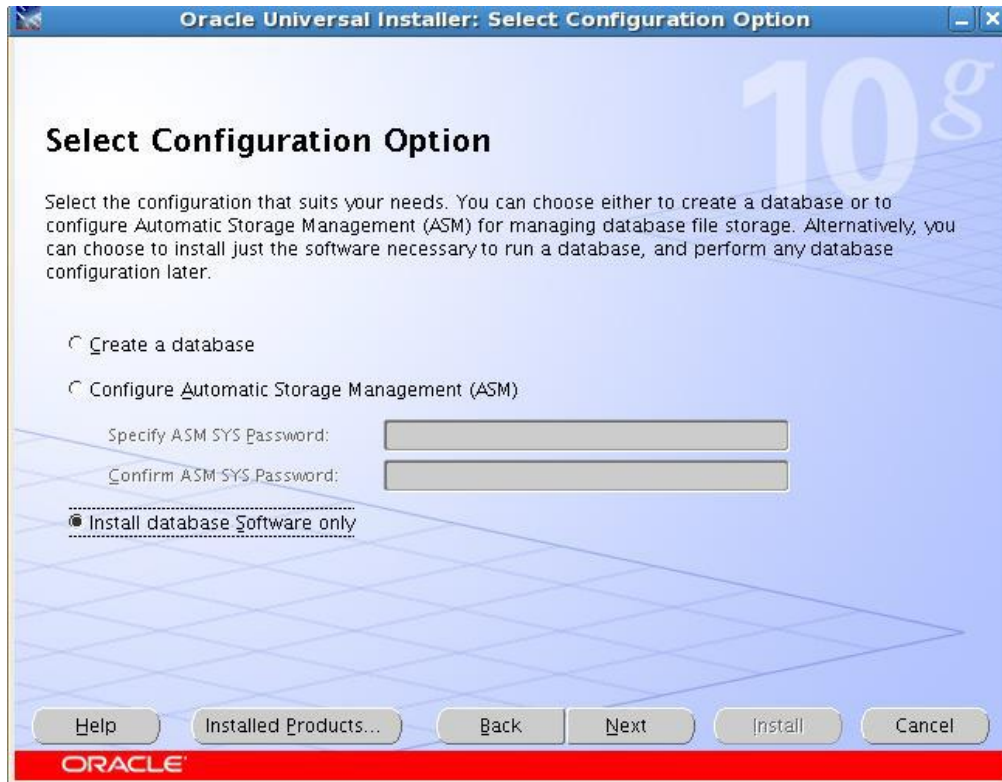 Oracle Universal Installer: Select Configuration Option
10g
Select Configuration Option
Select the configuration that suits your needs. You can choose either to create a database or to
configure Automatic Storage Management (ASM) for managing database file storage. Alternatively, you
can choose to install just the software necessary to run a database, and perform any database
configuration later.
Create a database
Configure Automatic Storage Management (ASM)
Specify ASM SYS Password:
Confirm ASM SYS Password:
Install database Software only
Help Installed Products... Back Next Install Cancel
ORACLE